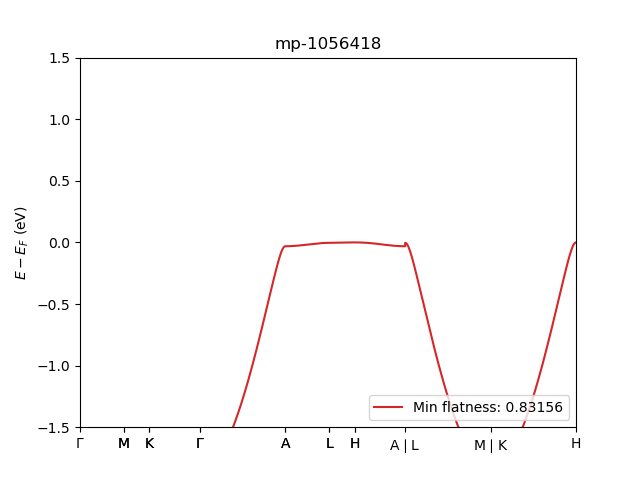 mp-1056418
E − E_F (eV)
1.5
1.0
0.5
0.0
−0.5
−1.0
−1.5
Min flatness: 0.83156
Γ M K Γ A L H A | L M | K H